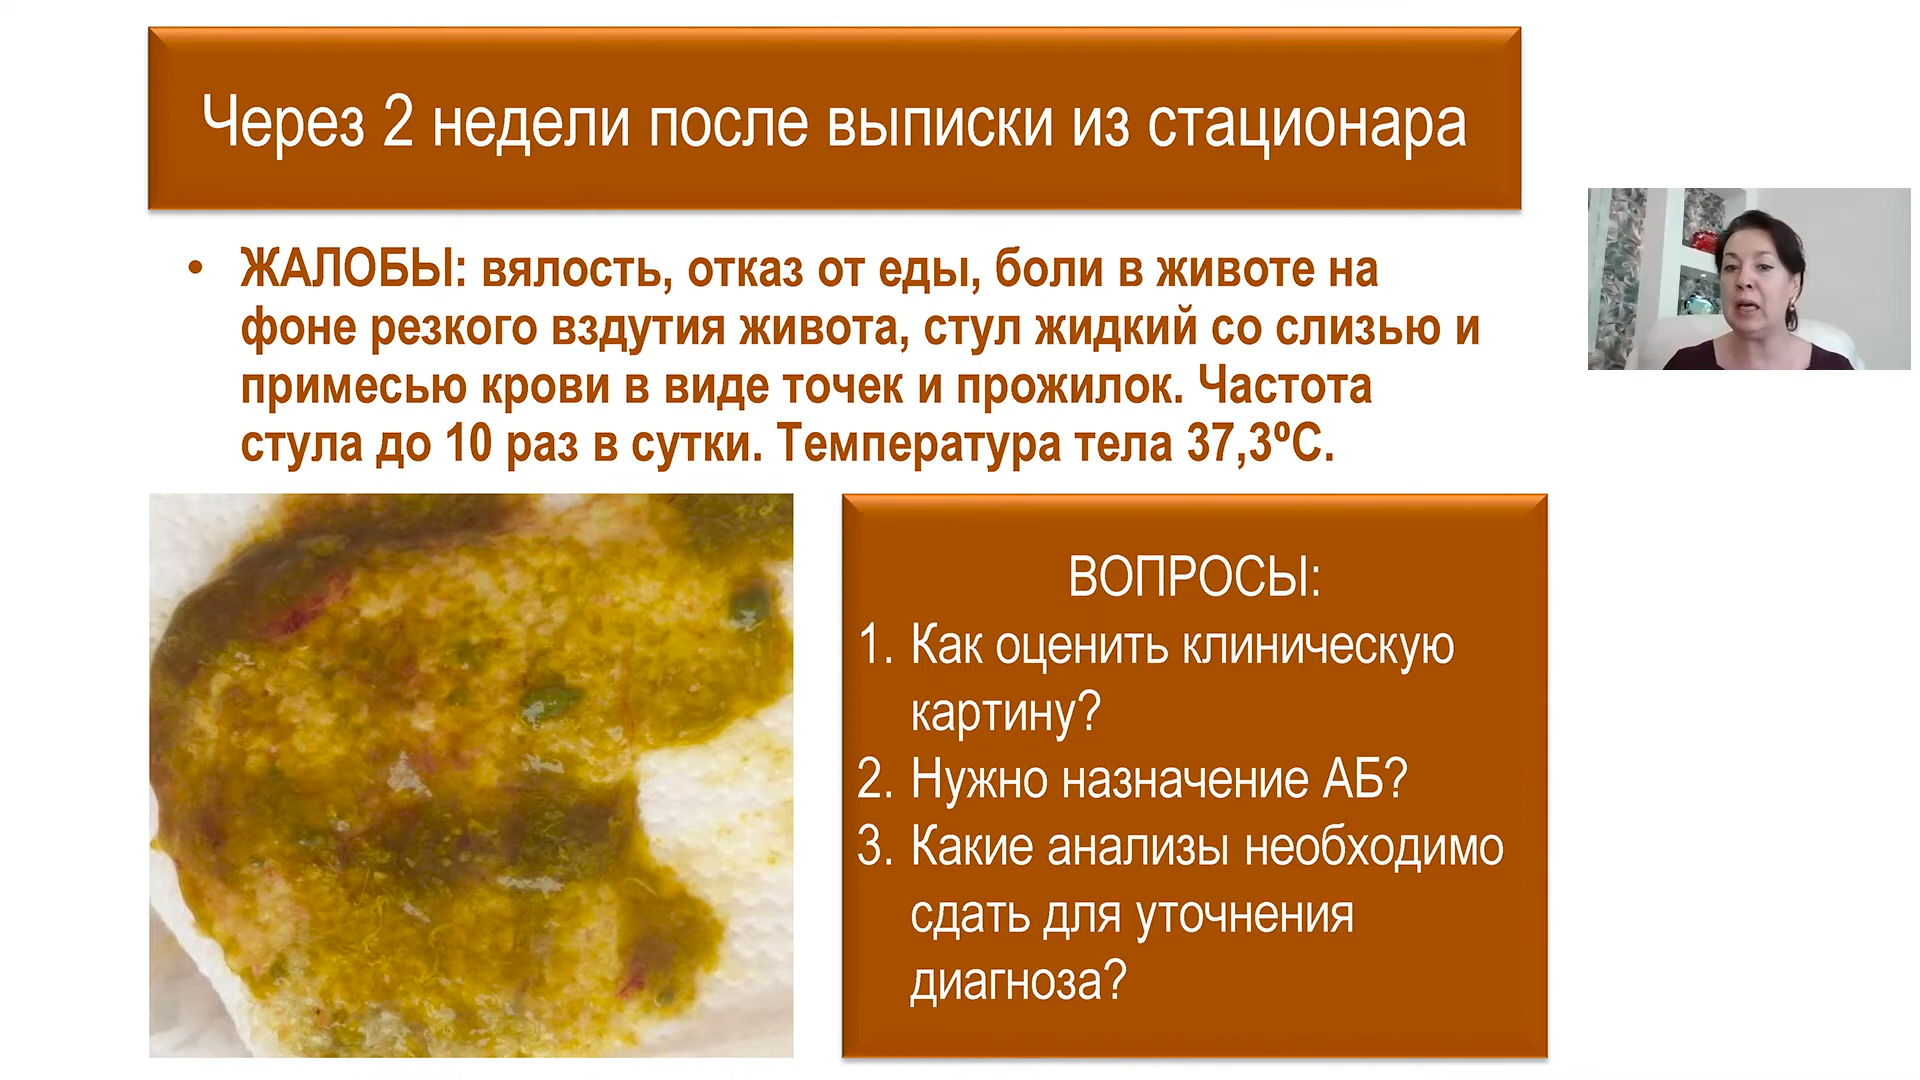 Через 2 недели после выписки из стационара
• ЖАЛОБЫ: вялость, отказ от еды, боли в животе на
фоне резкого вздутия живота, стул жидкий со слизью и
примесью крови в виде точек и прожилок. Частота
стула до 10 раз в сутки. Температура тела 37,3ºС.
ВОПРОСЫ:
1. Как оценить клиническую
картину?
2. Нужно назначение АБ?
3. Какие анализы необходимо
сдать для уточнения
диагноза?